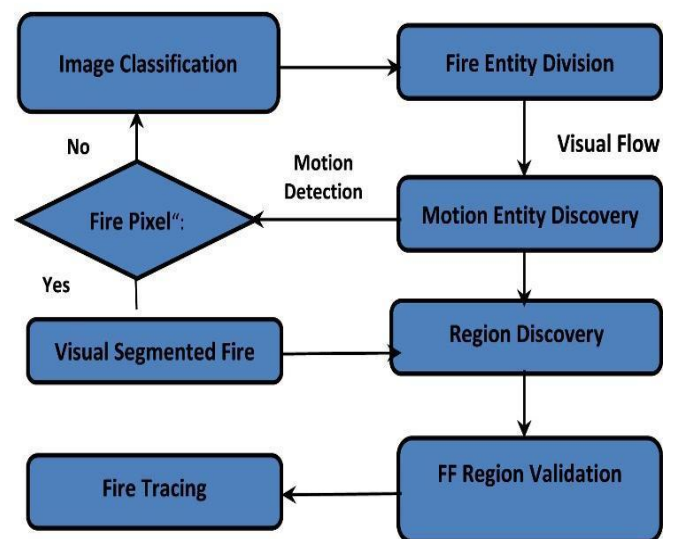 Image Classification
Fire Entity Division
No
Motion
Detection
Visual Flow
Fire Pixel“:
Motion Entity Discovery
Yes
Visual Segmented Fire
Region Discovery
Fire Tracing
FF Region Validation